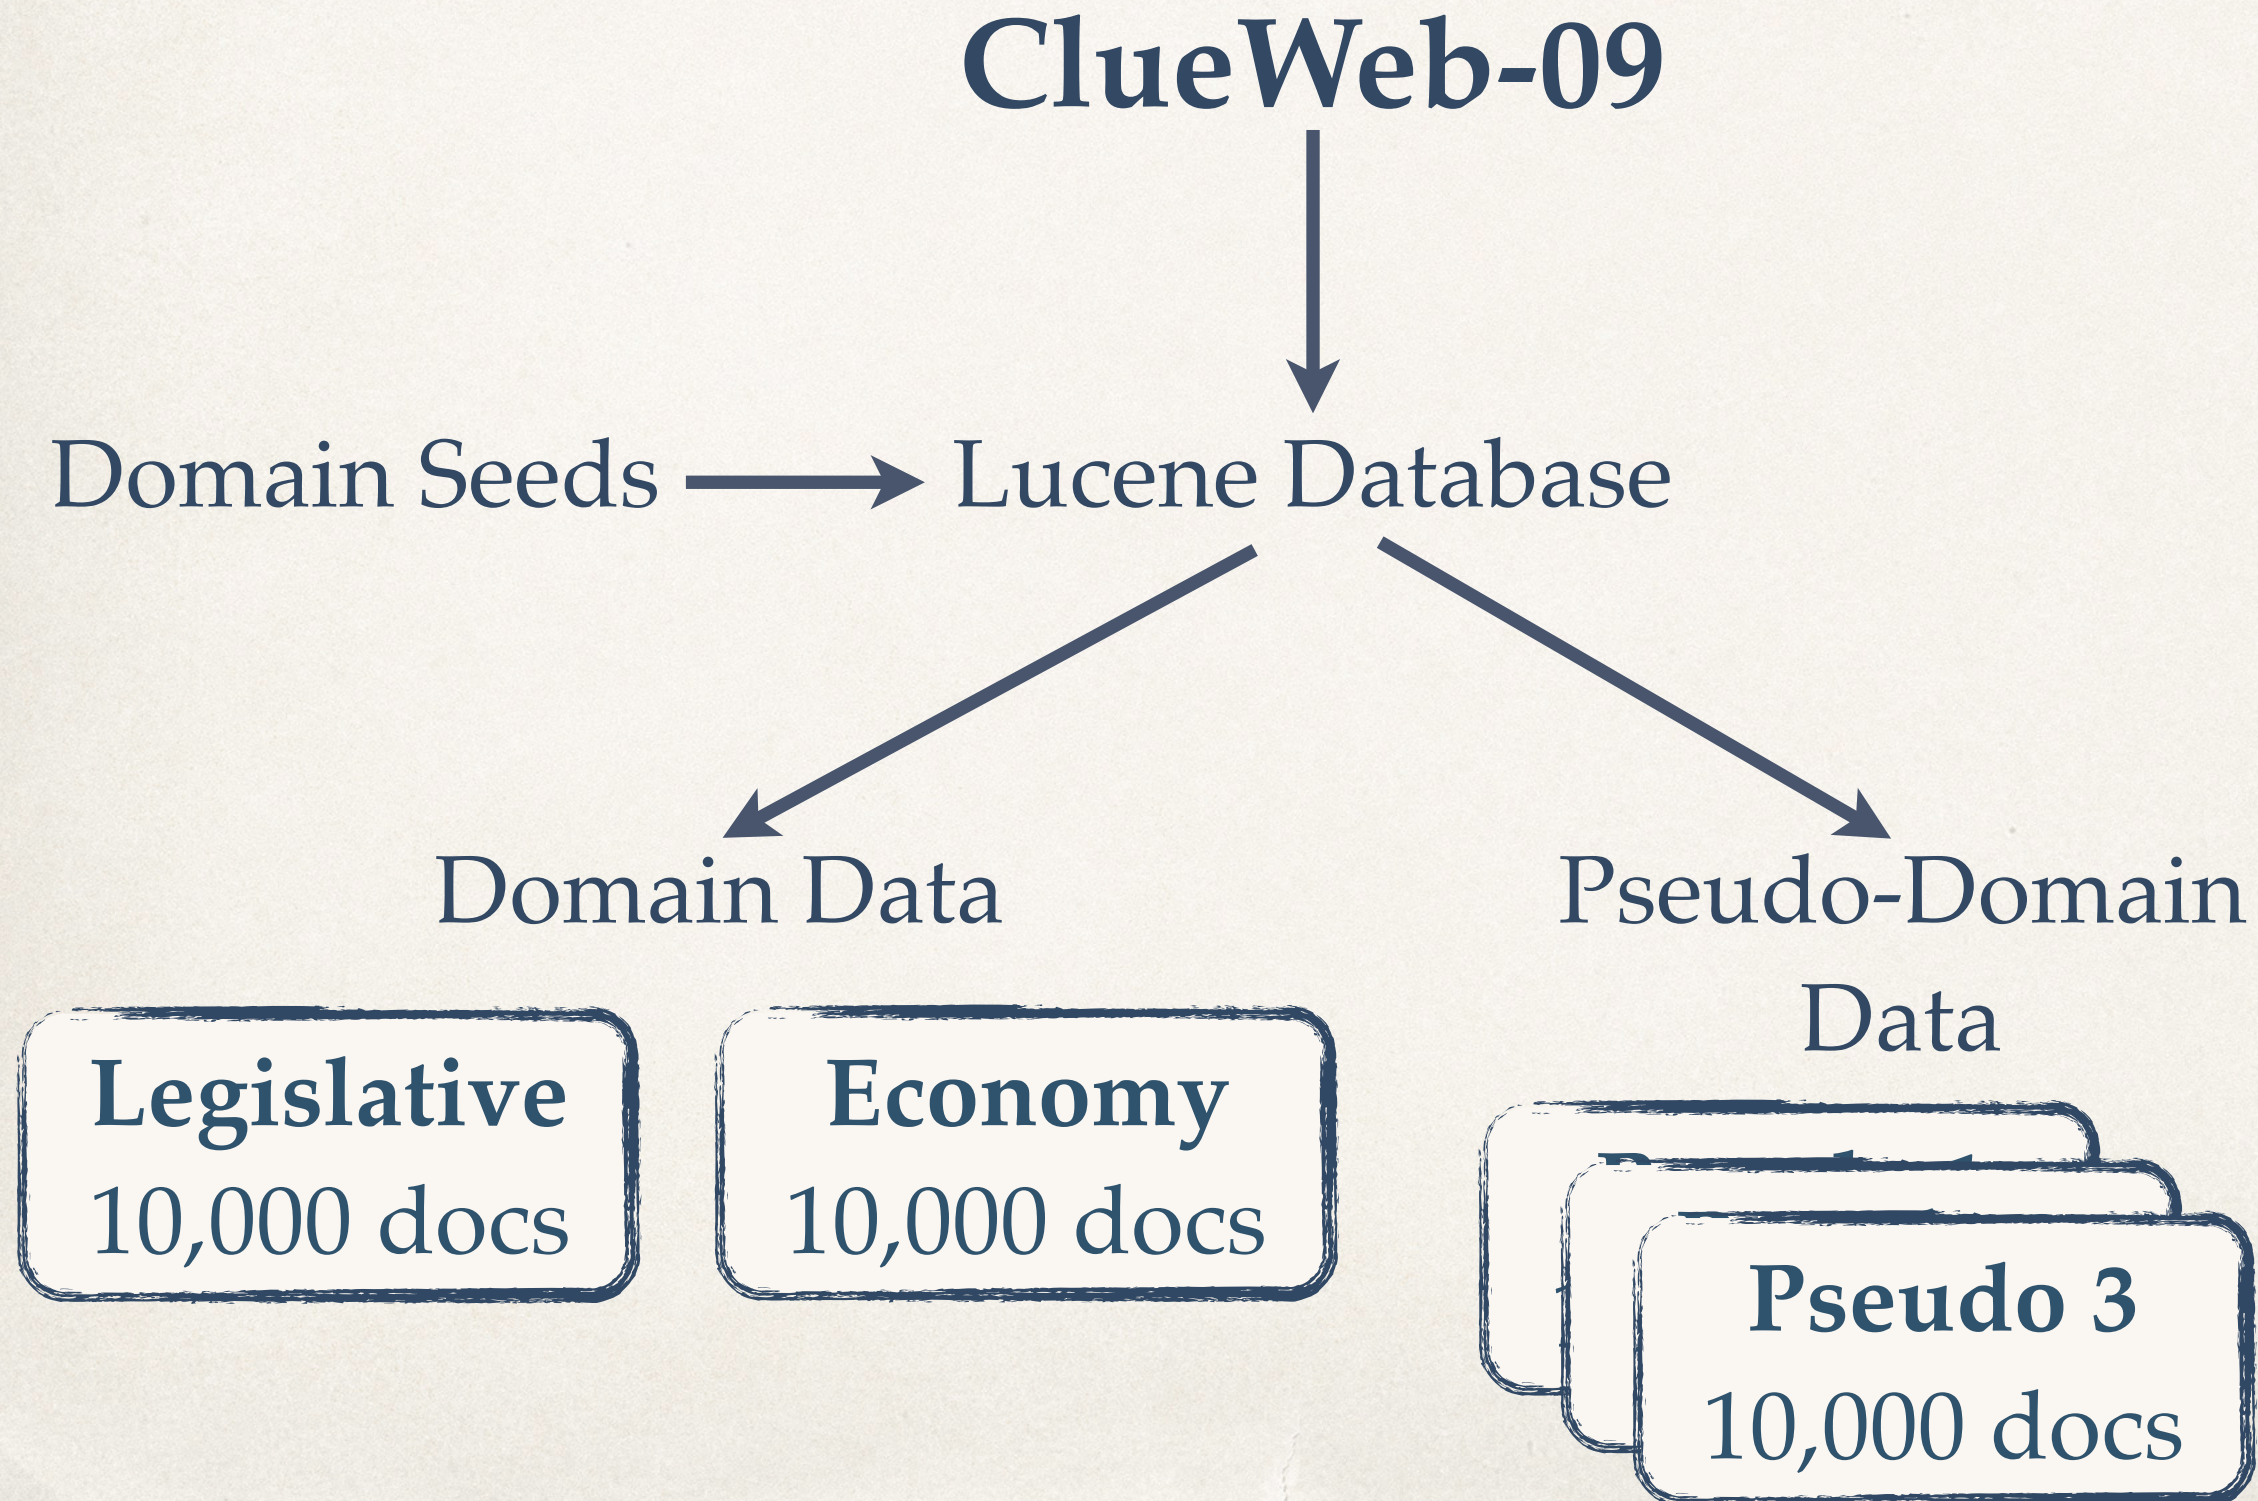 ClueWeb-09
Domain Seeds
Lucene Database
Domain Data
Pseudo-Domain
Data
Legislative
10,000 docs
Economy
10,000 docs
Pseudo 3
10,000 docs